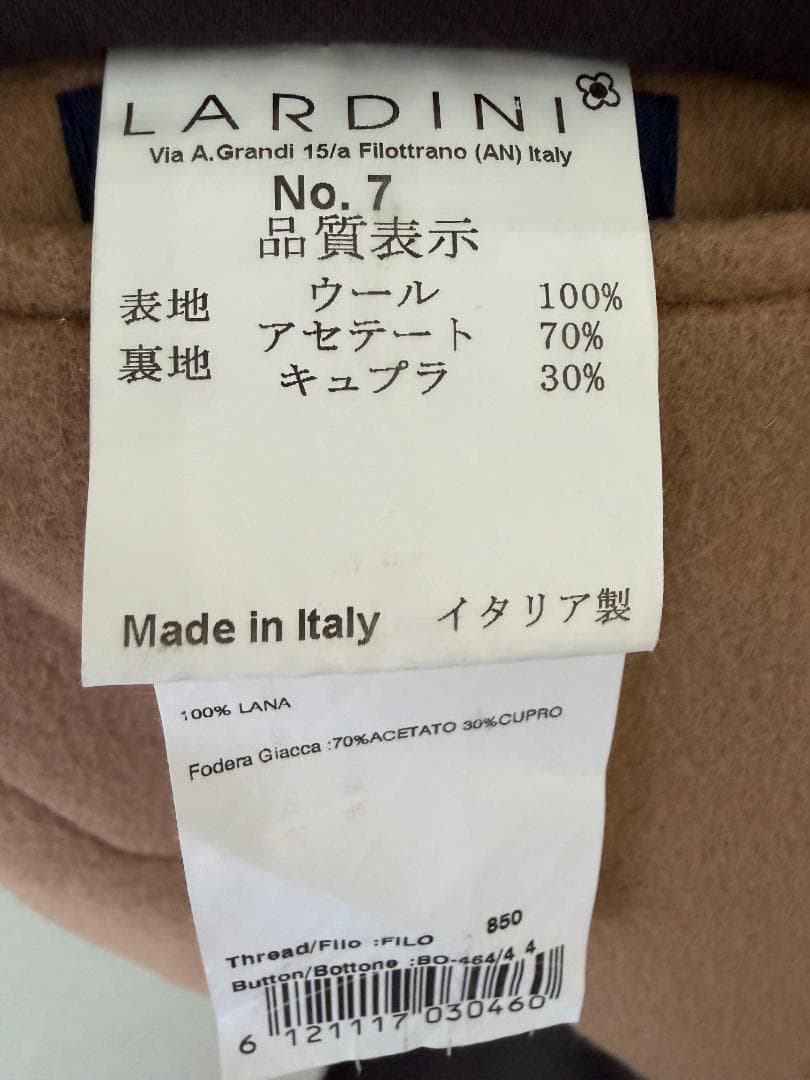 LARDINI
Via A.Grandi 15/a Filottrano (AN) Italy
No. 7
品質表示
表地 ウール 100%
アセテート 70%
裏地
キュプラ 30%
Made in Italy イタリア製
100% LANA
Fodera Giacca :70%ACETATO 30%CUPRO
850
Thread/Filo :FILO
Button/Bottone :BO-464/4 4
6 121117 030460